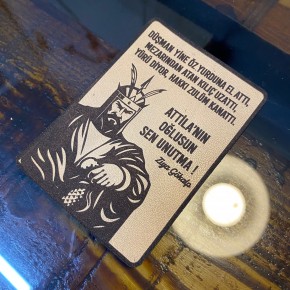 DÜŞMAN YİNE ÖZ YURDUNA EL ATTI,
MEZARINDAN ATAN KILIÇ UZATTI,
YÜRÜ DİYOR, HAKKI ZULÜM KANATTI,
ATTİLA'NIN
OĞLUSUN
SEN UNUTMA !
Ziya Gökalp